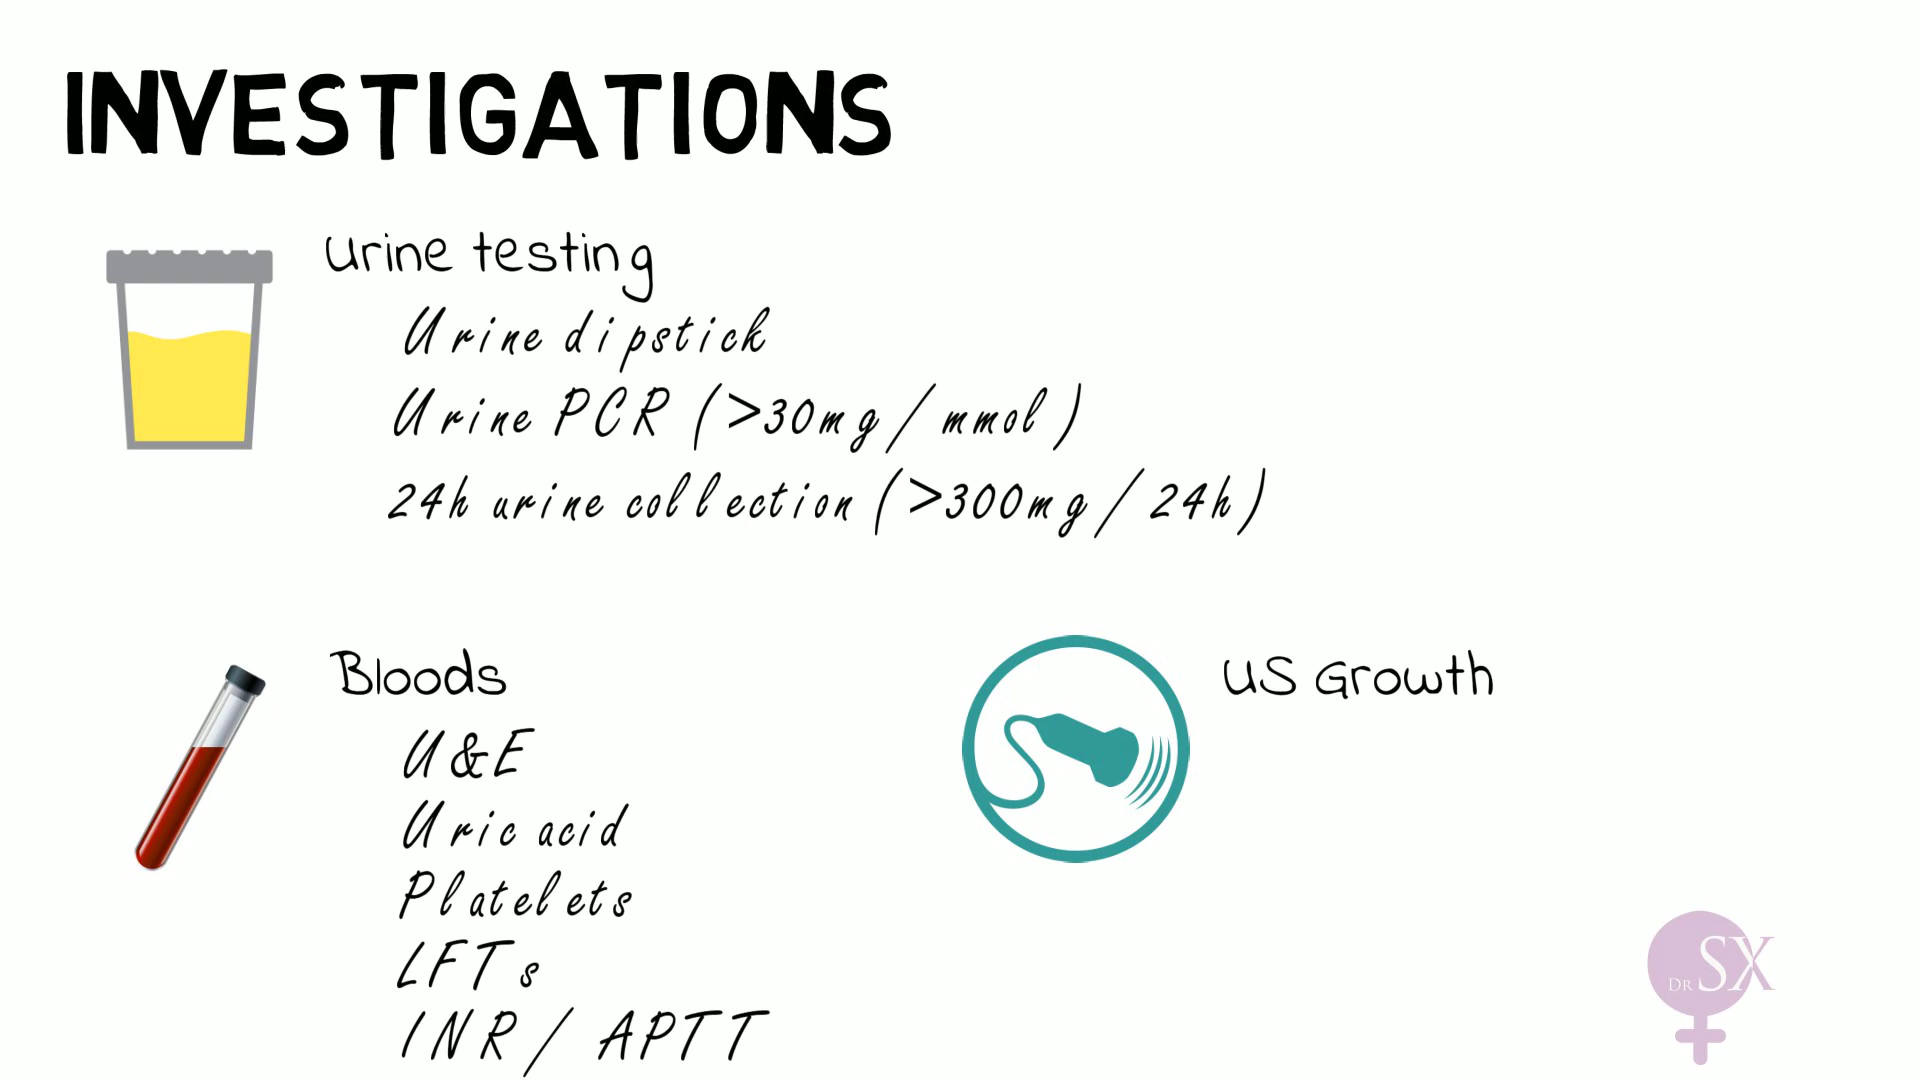 INVESTIGATIONS
Urine testing
Urine dipstick
Urine PCR (>30mg/mmol)
24h urine collection (>300mg/24h)
Bloods
U&E
Uric acid
Platelets
LFTs
INR/ APTT
US Growth
DR SX